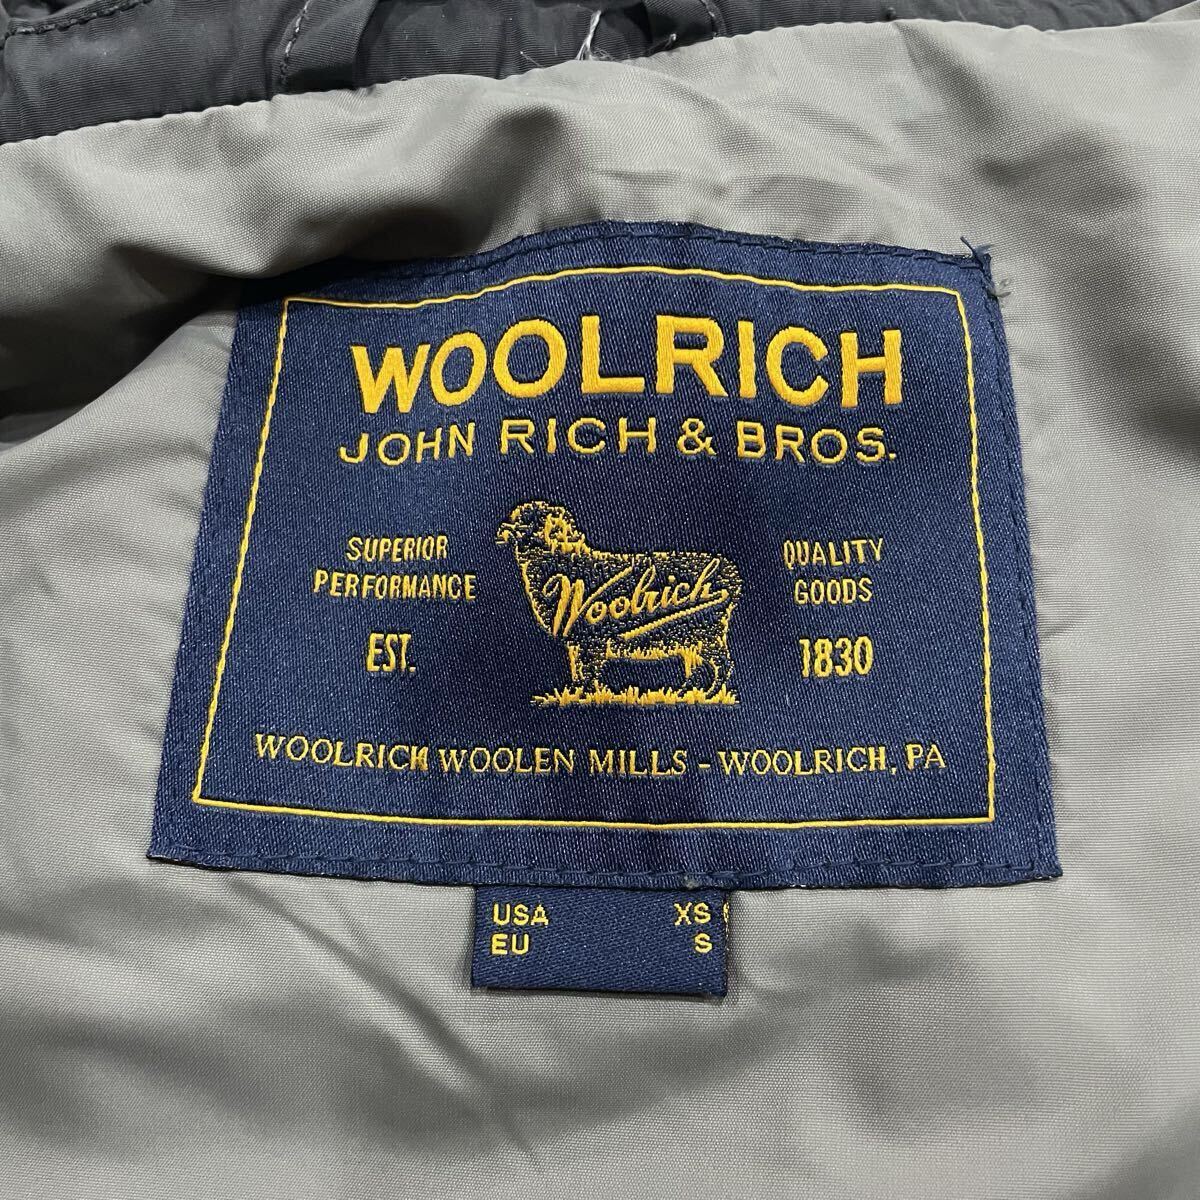 WOOLRICH
JOHN RICH & BROS.
SUPERIOR
PERFORMANCE
EST.
Woolrich
QUALITY
GOODS
1830
WOOLRICH WOOLEN MILLS - WOOLRICH, PA
USA XS
EU S